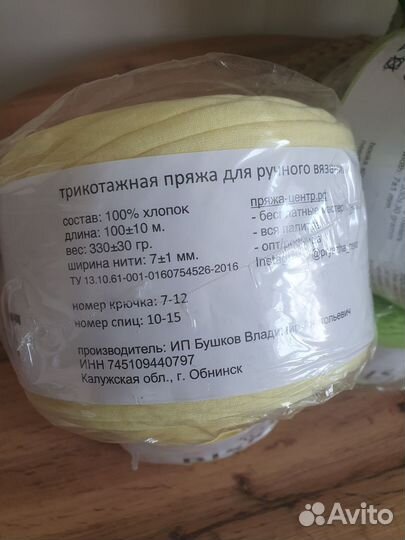 трикотажная пряжа для ручного
состав: 100% хлопок
длина: 100±10 м.
вес: 330±30 гр.
ширина нити: 7±1 мм.
ТУ 13.10.61-001-0160754526-2016
пряжа-центр.рф
- бесплатные мастер
- вся
- опт/розница
номер крючка: 7-12
номер спиц: 10-15
производитель: ИП Бушков
ИНН 745109440797
Калужская обл., г. Обнинск
Avito